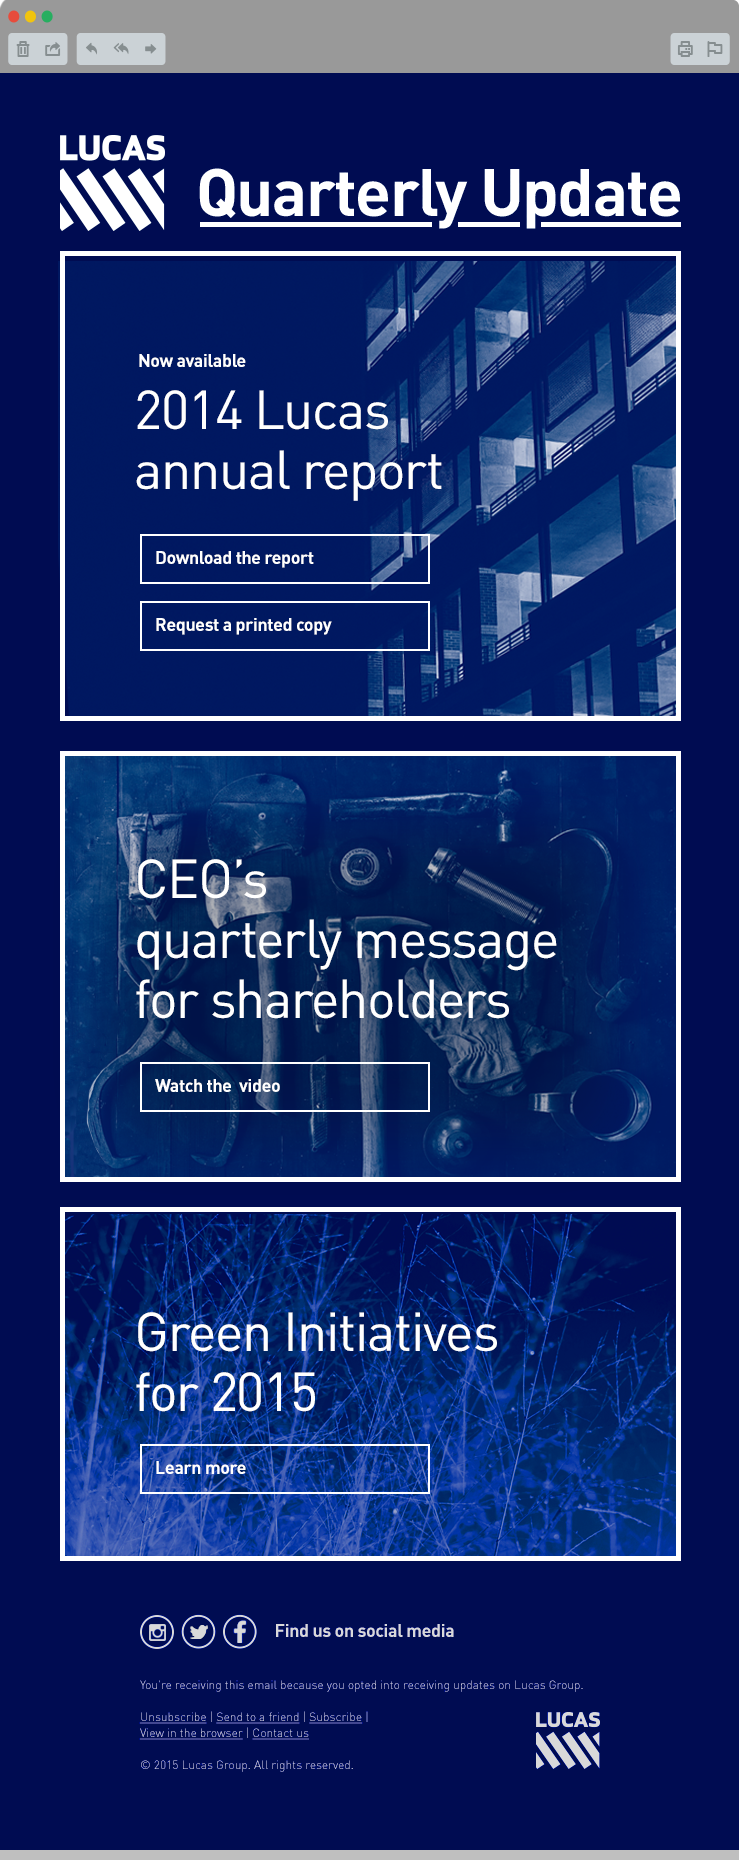 LUCAS
Quarterly Update
Now available
2014 Lucas
annual report
Download the report
Request a printed copy
CEO’s
quarterly message
for shareholders
Watch the  video
Green Initiatives
for 2015
Learn more
Find us on social media
You're receiving this email because you opted into receiving updates on Lucas Group.
Unsubscribe | Send to a friend | Subscribe |
View in the browser | Contact us
LUCAS
© 2015 Lucas Group. All rights reserved.